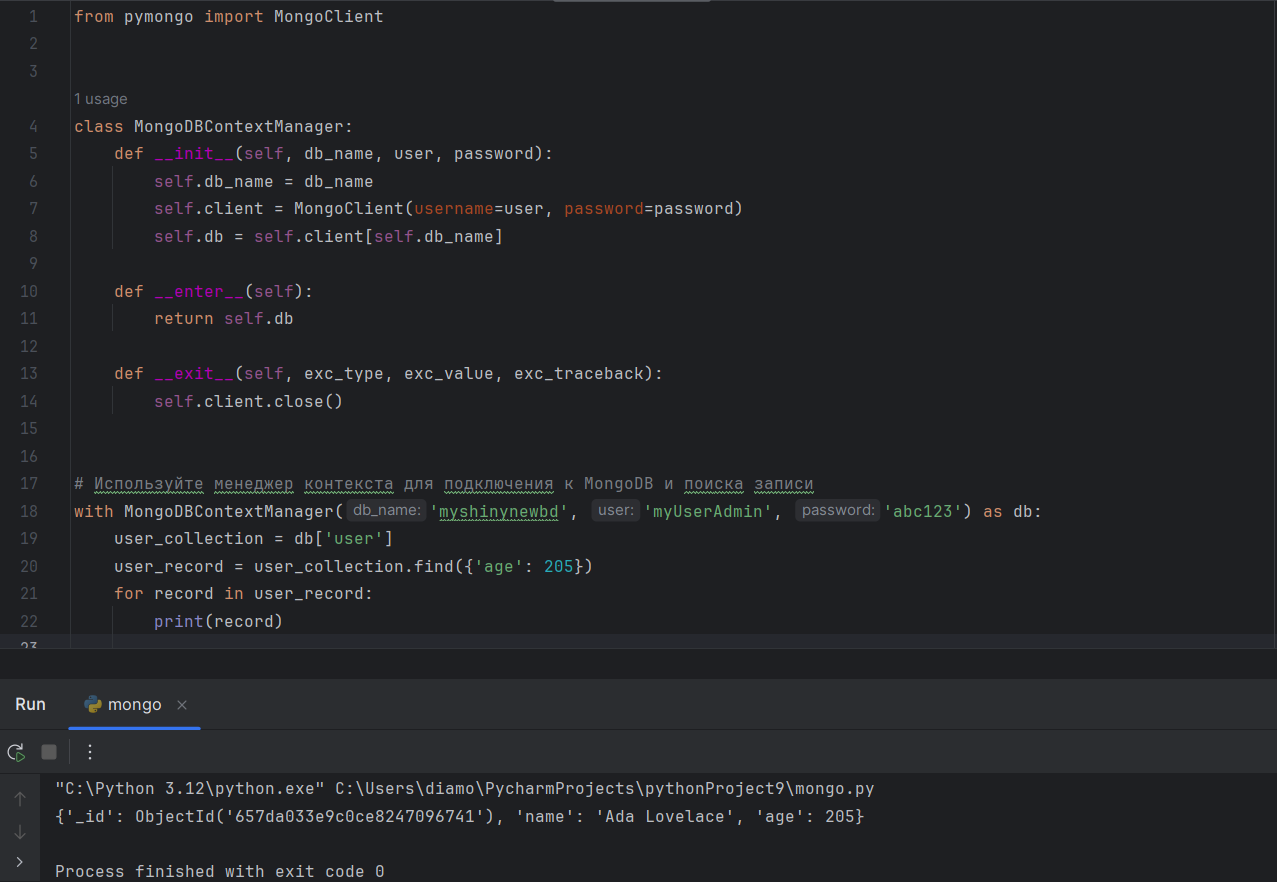 1 from pymongo import MongoClient
2
3
1 usage
4 class MongoDBContextManager:
5     def __init__(self, db_name, user, password):
6         self.db_name = db_name
7         self.client = MongoClient(username=user, password=password)
8         self.db = self.client[self.db_name]
9
10     def __enter__(self):
11         return self.db
12
13     def __exit__(self, exc_type, exc_value, exc_traceback):
14         self.client.close()
15
16
17 # Используйте менеджер контекста для подключения к MongoDB и поиска записи
18 with MongoDBContextManager( db_name: 'myshinynewbd', user: 'myUserAdmin', password: 'abc123') as db:
19     user_collection = db['user']
20     user_record = user_collection.find({'age': 205})
21     for record in user_record:
22         print(record)
23
Run mongo
"C:\Python 3.12\python.exe" C:\Users\diamo\PycharmProjects\pythonProject9\mongo.py
{'_id': ObjectId('657da033e9c0ce8247096741'), 'name': 'Ada Lovelace', 'age': 205}
Process finished with exit code 0